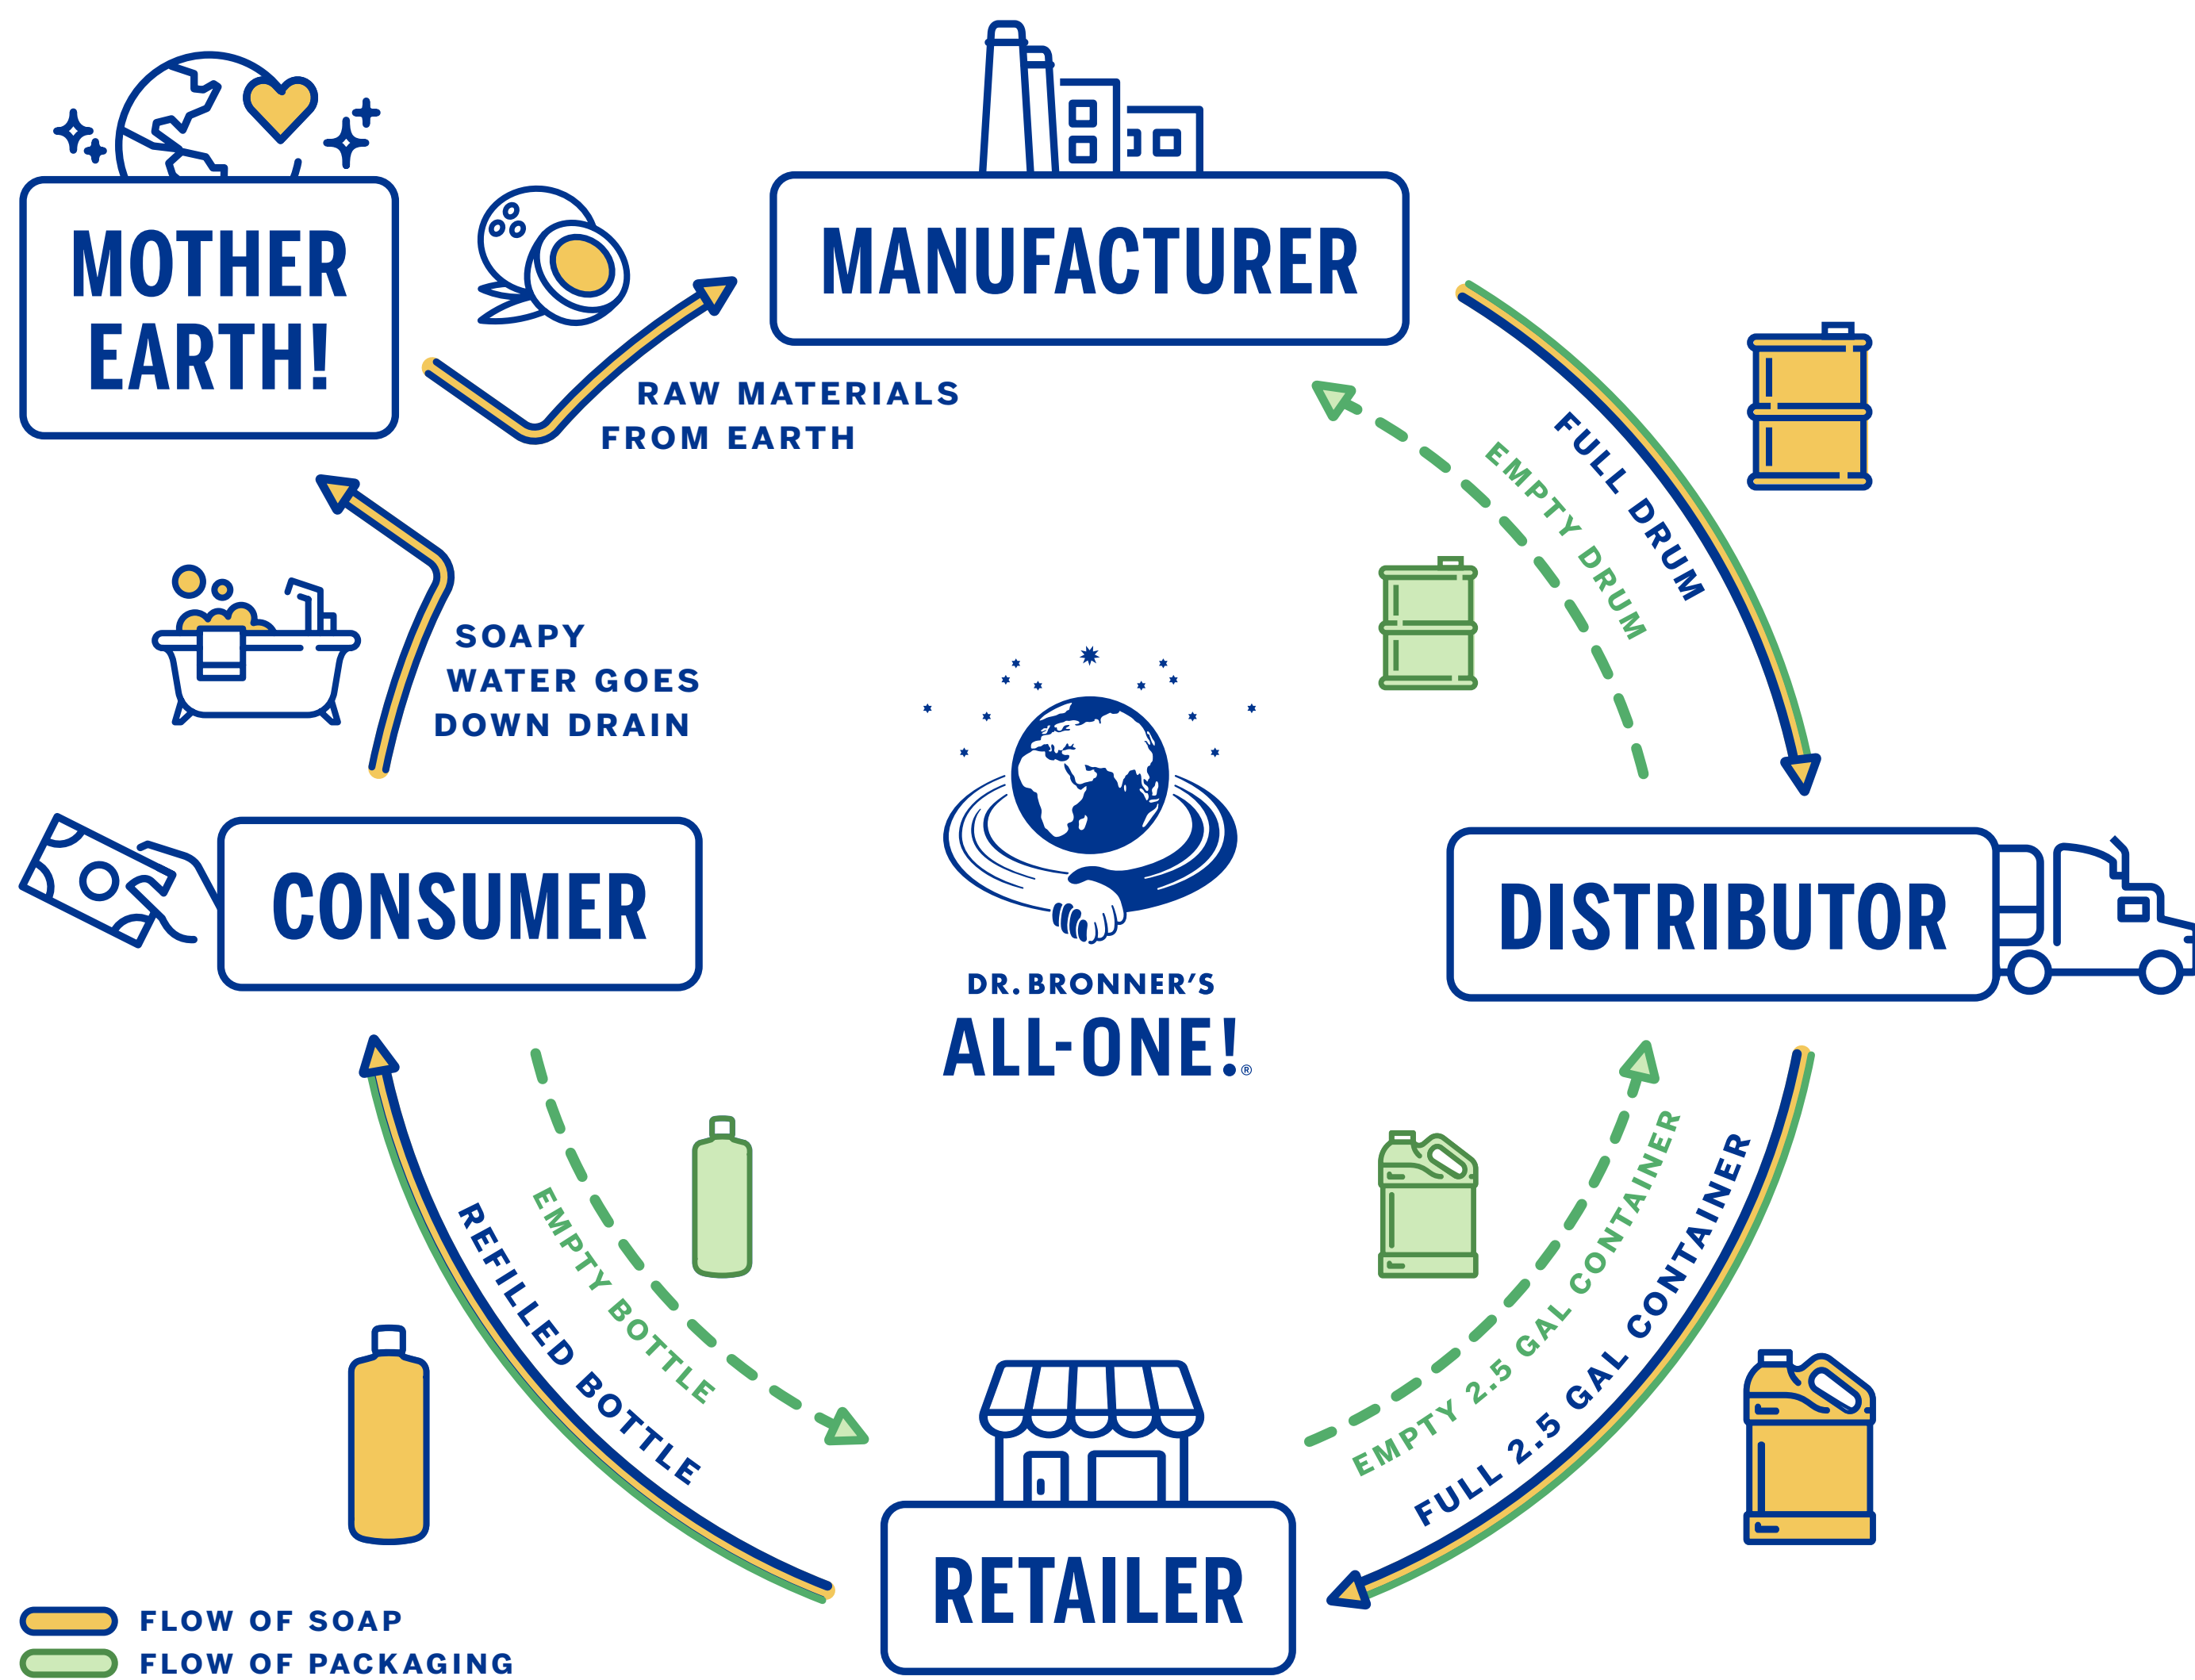 MOTHER
EARTH!
MANUFACTURER
RAW MATERIALS
FROM EARTH
FULL DRUM
EMPTY DRUM
SOAPY
WATER GOES
DOWN DRAIN
CONSUMER
DISTRIBUTOR
DR. BRONNER'S
ALL-ONE!®
REFILLED BOTTLE
EMPTY BOTTLE
EMPTY 2.5 GAL CONTAINER
FULL 2.5 GAL CONTAINER
RETAILER
FLOW OF SOAP
FLOW OF PACKAGING